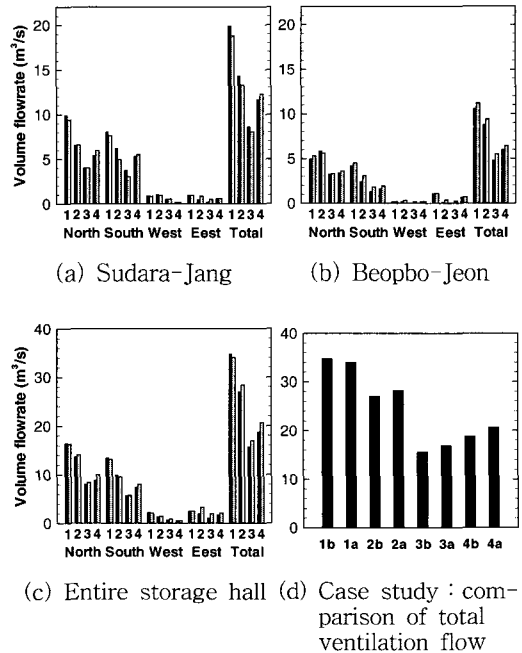 (a)
(b)
Volume flowrate (m³/s)
20
15
10
5
0
20
15
10
5
0
1 2 3 4 1 2 3 4 1 2 3 4 1 2 3 4 1 2 3 4
North South West Eest Total
1 2 3 4 1 2 3 4 1 2 3 4 1 2 3 4 1 2 3 4
North South West Eest Total
(a) Sudara-Jang
(b) Beopbo-Jeon
Volume flowrate (m³/s)
40
30
20
10
0
40
30
20
10
0
1 2 3 4 1 2 3 4 1 2 3 4 1 2 3 4 1 2 3 4
North South West Eest Total
1b 1a 2b 2a 3b 3a 4b 4a
(c) Entire storage hall
(d) Case study : com-
parison of total
ventilation flow